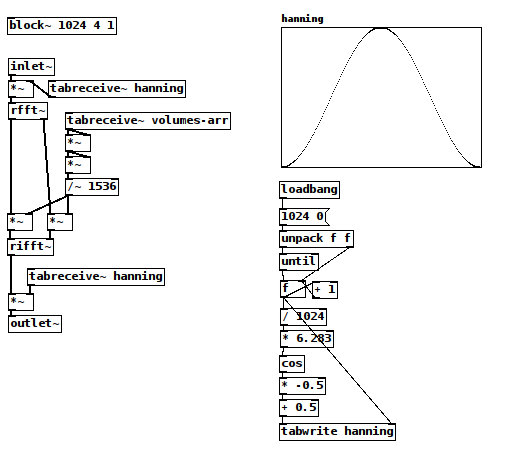 block~ 1024 4 1
inlet~
*~
tabreceive~ hanning
rfft~
tabreceive~ volumes-arr
*~
*~
/~ 1536
*~
*~
rifft~
tabreceive~ hanning
*~
outlet~
hanning
loadbang
1024 0
unpack f f
until
f
+ 1
/ 1024
* 6.283
cos
* -0.5
+ 0.5
tabwrite hanning